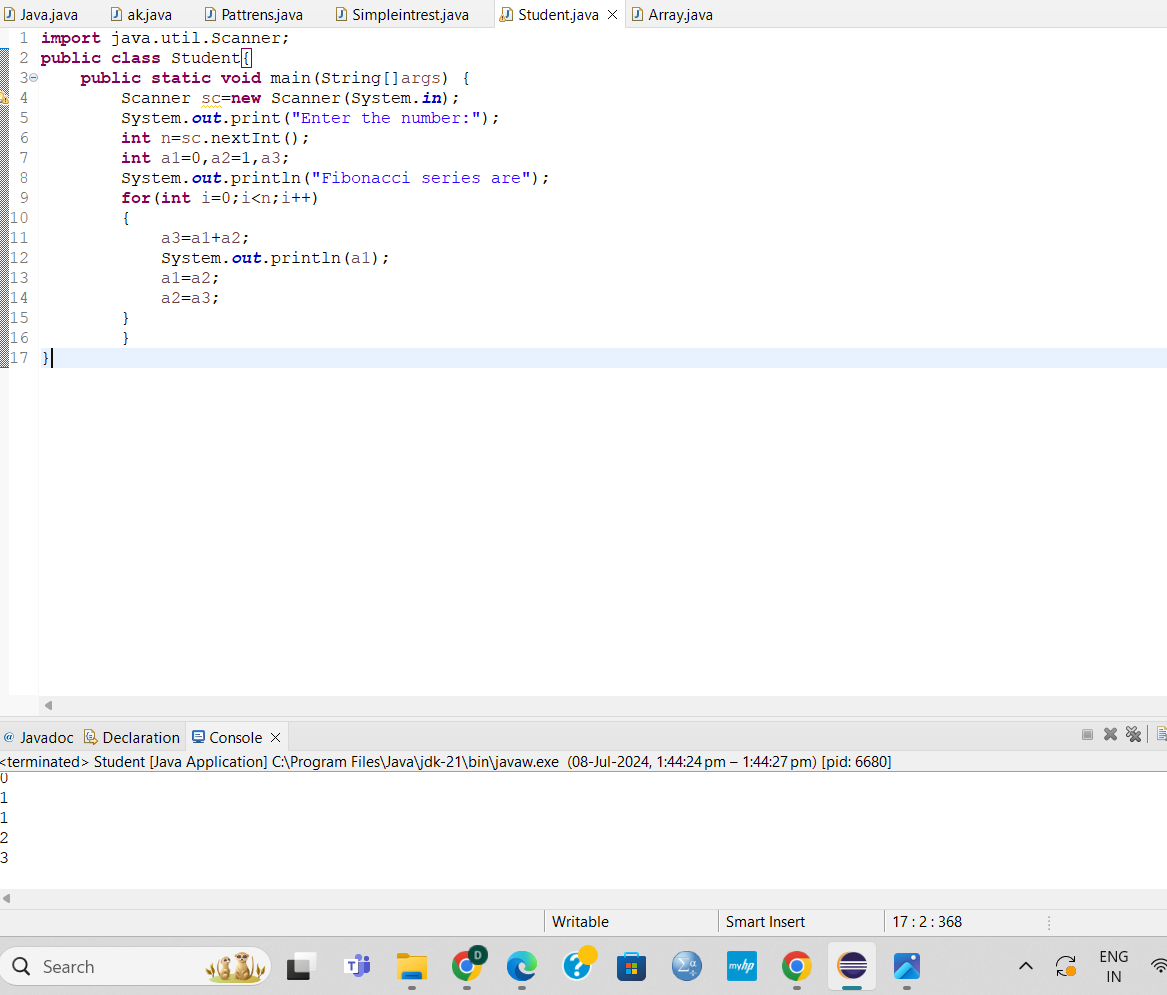 Java.java ak.java Pattrens.java Simpleintrest.java Student.java Array.java
1 import java.util.Scanner;
2 public class Student{
3 public static void main(String[]args) {
4 Scanner sc=new Scanner(System.in);
5 System.out.print("Enter the number:");
6 int n=sc.nextInt();
7 int a1=0,a2=1,a3;
8 System.out.println("Fibonacci series are");
9 for(int i=0;i<n;i++)
10 {
11 a3=a1+a2;
12 System.out.println(a1);
13 a1=a2;
14 a2=a3;
15 }
16 }
17 }
@ Javadoc Declaration Console
<terminated> Student [Java Application] C:\Program Files\Java\jdk-21\bin\javaw.exe (08-Jul-2024, 1:44:24 pm – 1:44:27 pm) [pid: 6680]
0
1
1
2
3
Writable Smart Insert 17 : 2 : 368
Search D myhp ENG
IN